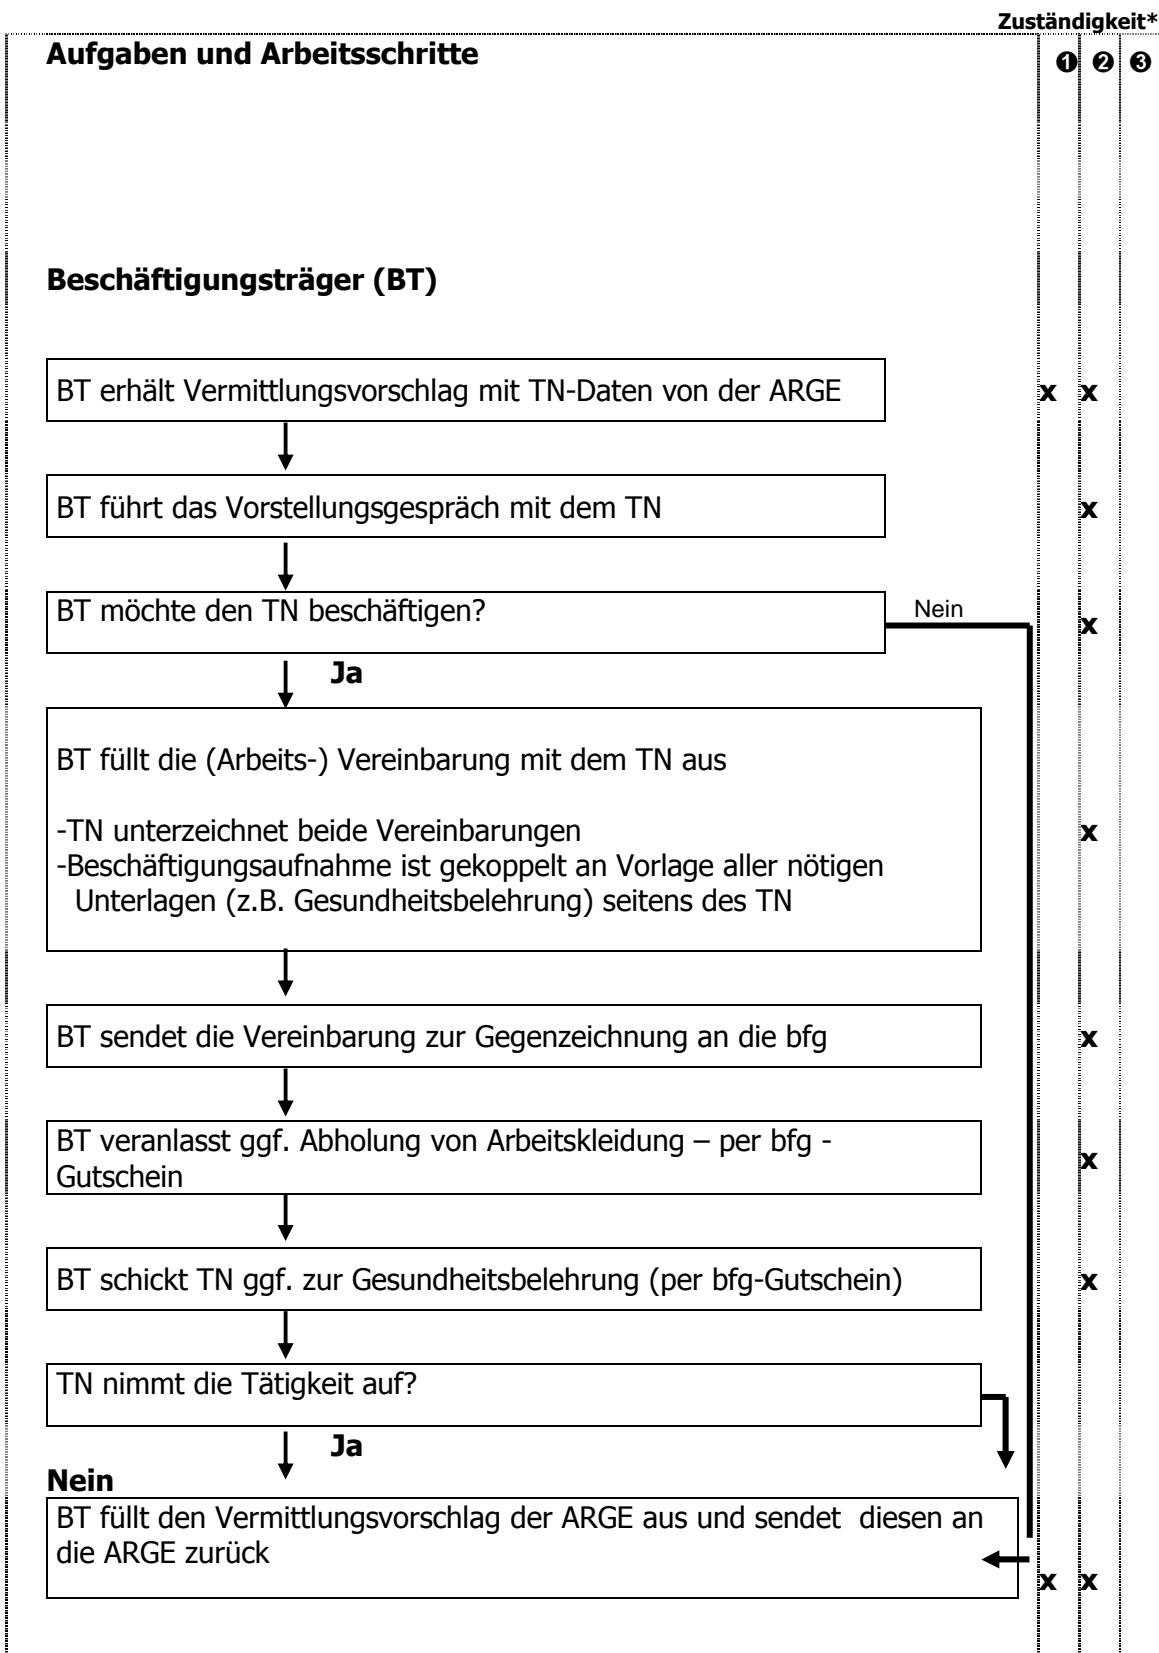 Zuständigkeit*
Aufgaben und Arbeitsschritte
❶ ❷ ❸
Beschäftigungsträger (BT)
BT erhält Vermittlungsvorschlag mit TN-Daten von der ARGE
x x
BT führt das Vorstellungsgespräch mit dem TN
x
BT möchte den TN beschäftigen?
Nein
x
Ja
BT füllt die (Arbeits-) Vereinbarung mit dem TN aus
-TN unterzeichnet beide Vereinbarungen
x
-Beschäftigungsaufnahme ist gekoppelt an Vorlage aller nötigen
Unterlagen (z.B. Gesundheitsbelehrung) seitens des TN
BT sendet die Vereinbarung zur Gegenzeichnung an die bfg
x
BT veranlasst ggf. Abholung von Arbeitskleidung – per bfg -
Gutschein
x
BT schickt TN ggf. zur Gesundheitsbelehrung (per bfg-Gutschein)
x
TN nimmt die Tätigkeit auf?
Ja
Nein
BT füllt den Vermittlungsvorschlag der ARGE aus und sendet diesen an
die ARGE zurück
x x